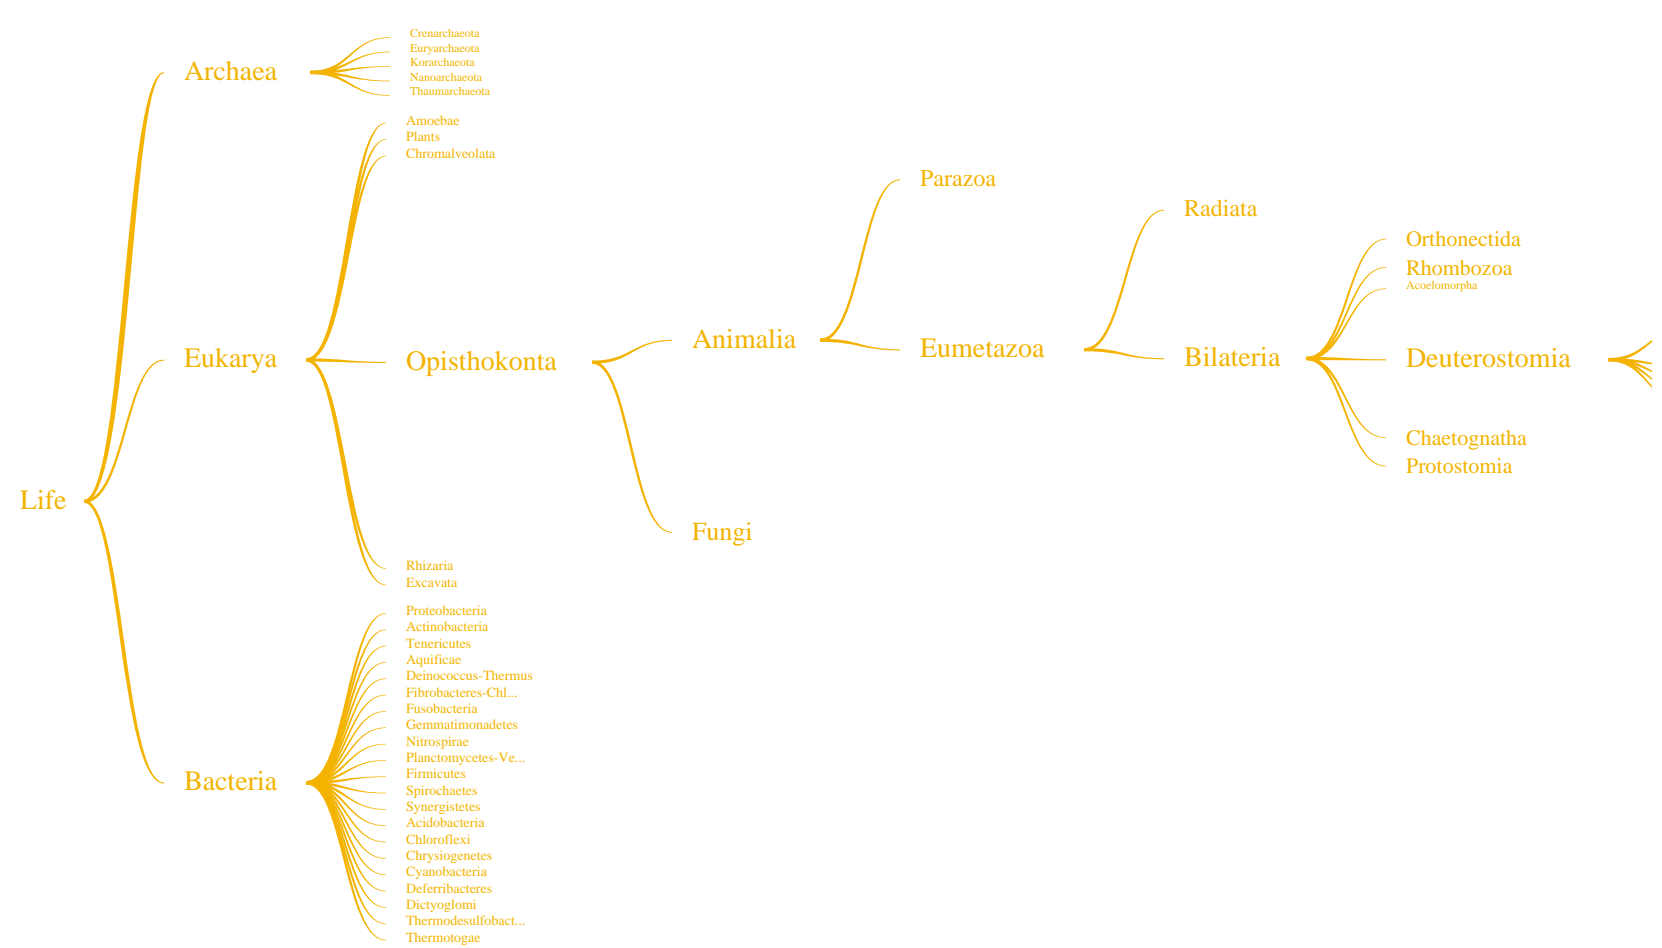 Life
Archaea
Crenarchaeota
Euryarchaeota
Korarchaeota
Nanoarchaeota
Thaumarchaeota
Eukarya
Amoebae
Plants
Chromalveolata
Opisthokonta
Animalia
Parazoa
Eumetazoa
Radiata
Bilateria
Orthonectida
Rhombozoa
Acoelomorpha
Deuterostomia
Chaetognatha
Protostomia
Fungi
Rhizaria
Excavata
Bacteria
Proteobacteria
Actinobacteria
Tenericutes
Aquificae
Deinococcus-Thermus
Fibrobacteres-Chl...
Fusobacteria
Gemmatimonadetes
Nitrospirae
Planctomycetes-Ve...
Firmicutes
Spirochaetes
Synergistetes
Acidobacteria
Chloroflexi
Chrysiogenetes
Cyanobacteria
Deferribacteres
Dictyoglomi
Thermodesulfobact...
Thermotogae